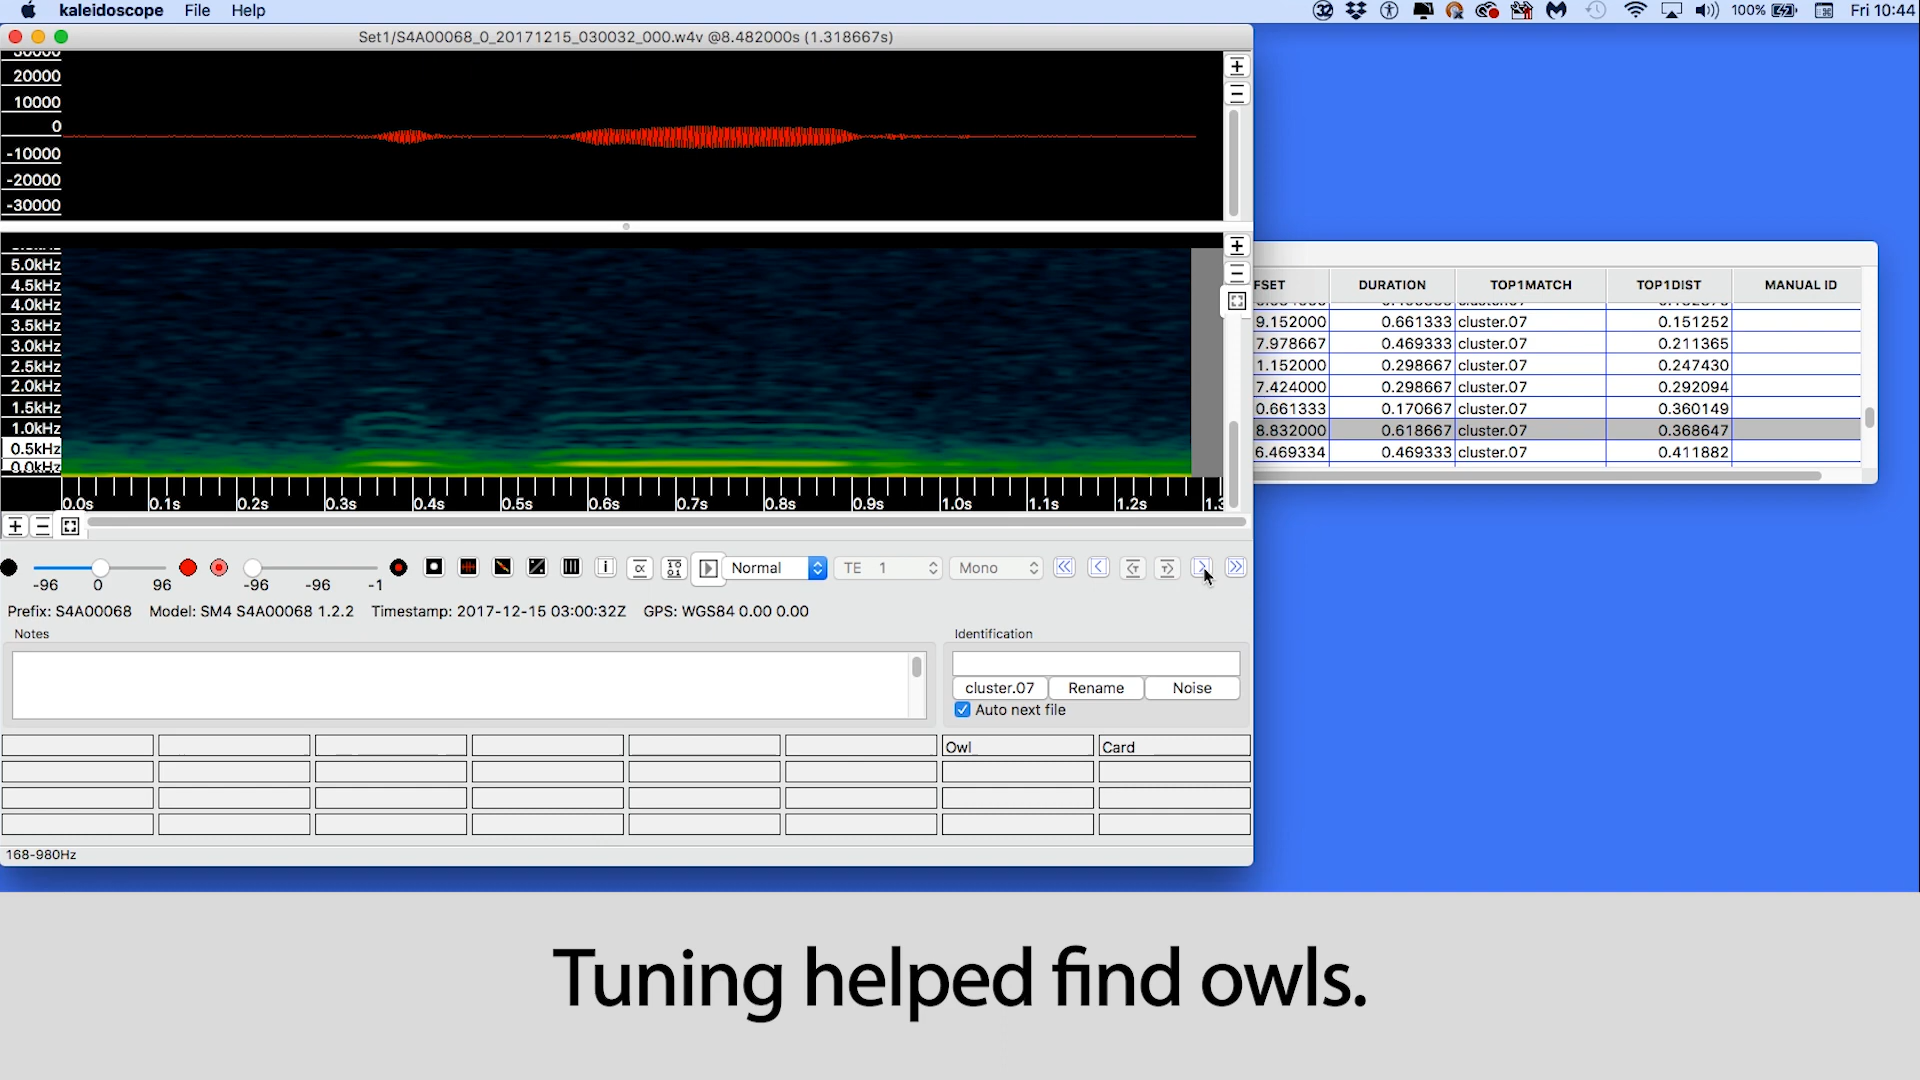 kaleidoscope File Help
100% Fri 10:44
Set1/S4A00068_0_20171215_030032_000.w4v @8.482000s (1.318667s)
30000
20000
10000
0
-10000
-20000
-30000
5.0kHz
4.5kHz
4.0kHz
3.5kHz
3.0kHz
2.5kHz
2.0kHz
1.5kHz
1.0kHz
0.5kHz
0.0kHz
0.0s 0.1s 0.2s 0.3s 0.4s 0.5s 0.6s 0.7s 0.8s 0.9s 1.0s 1.1s 1.2s 1.3
FSET DURATION TOP1MATCH TOP1DIST MANUAL ID
9.152000 0.661333 cluster.07 0.151252
7.978667 0.469333 cluster.07 0.211365
1.152000 0.298667 cluster.07 0.247430
7.424000 0.298667 cluster.07 0.292094
0.661333 0.170667 cluster.07 0.360149
8.832000 0.618667 cluster.07 0.368647
6.469334 0.469333 cluster.07 0.411882
-96 0 96 -96 -96 -1
Normal TE 1 Mono
Prefix: S4A00068 Model: SM4 S4A00068 1.2.2 Timestamp: 2017-12-15 03:00:32Z GPS: WGS84 0.00 0.00
Notes
Identification
cluster.07 Rename Noise
Auto next file
Owl Card
168-980Hz
Tuning helped find owls.